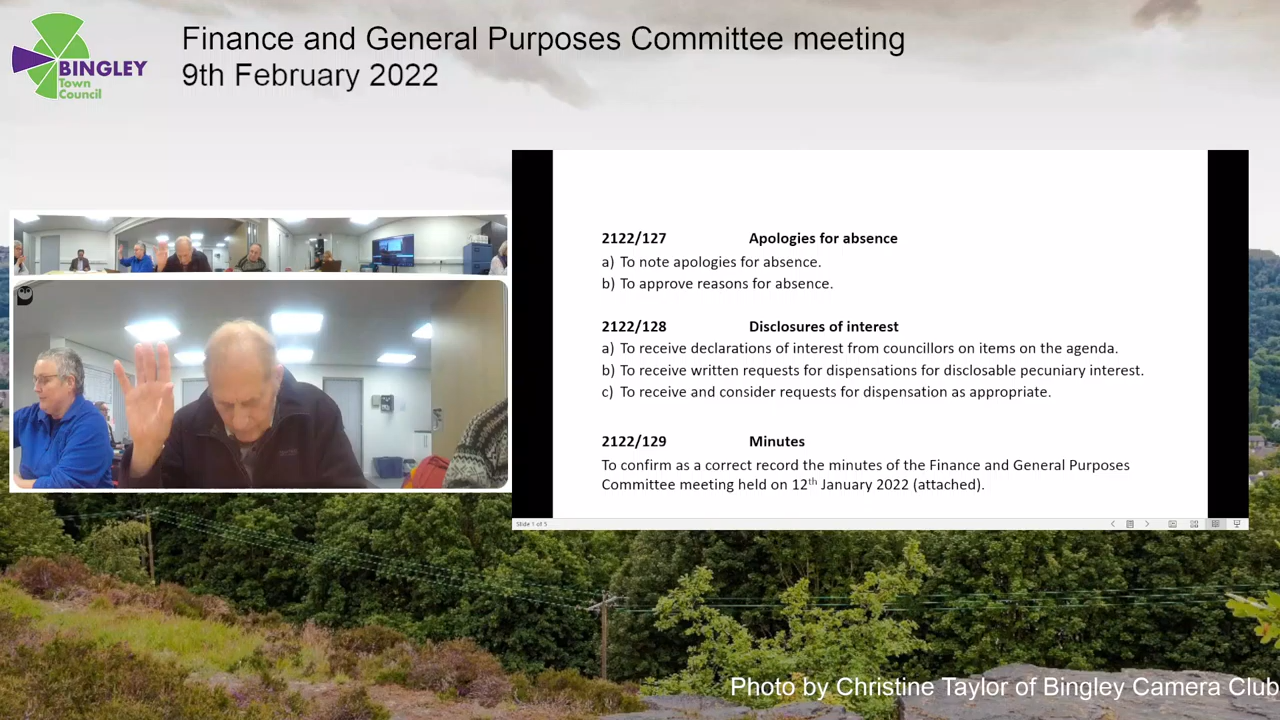 Finance and General Purposes Committee meeting
9th February 2022
BINGLEY
Town
Council
2122/127 Apologies for absence
a) To note apologies for absence.
b) To approve reasons for absence.
2122/128 Disclosures of interest
a) To receive declarations of interest from councillors on items on the agenda.
b) To receive written requests for dispensations for disclosable pecuniary interest.
c) To receive and consider requests for dispensation as appropriate.
2122/129 Minutes
To confirm as a correct record the minutes of the Finance and General Purposes
Committee meeting held on 12th January 2022 (attached).
Slide 1 of 5
Photo by Christine Taylor of Bingley Camera Club